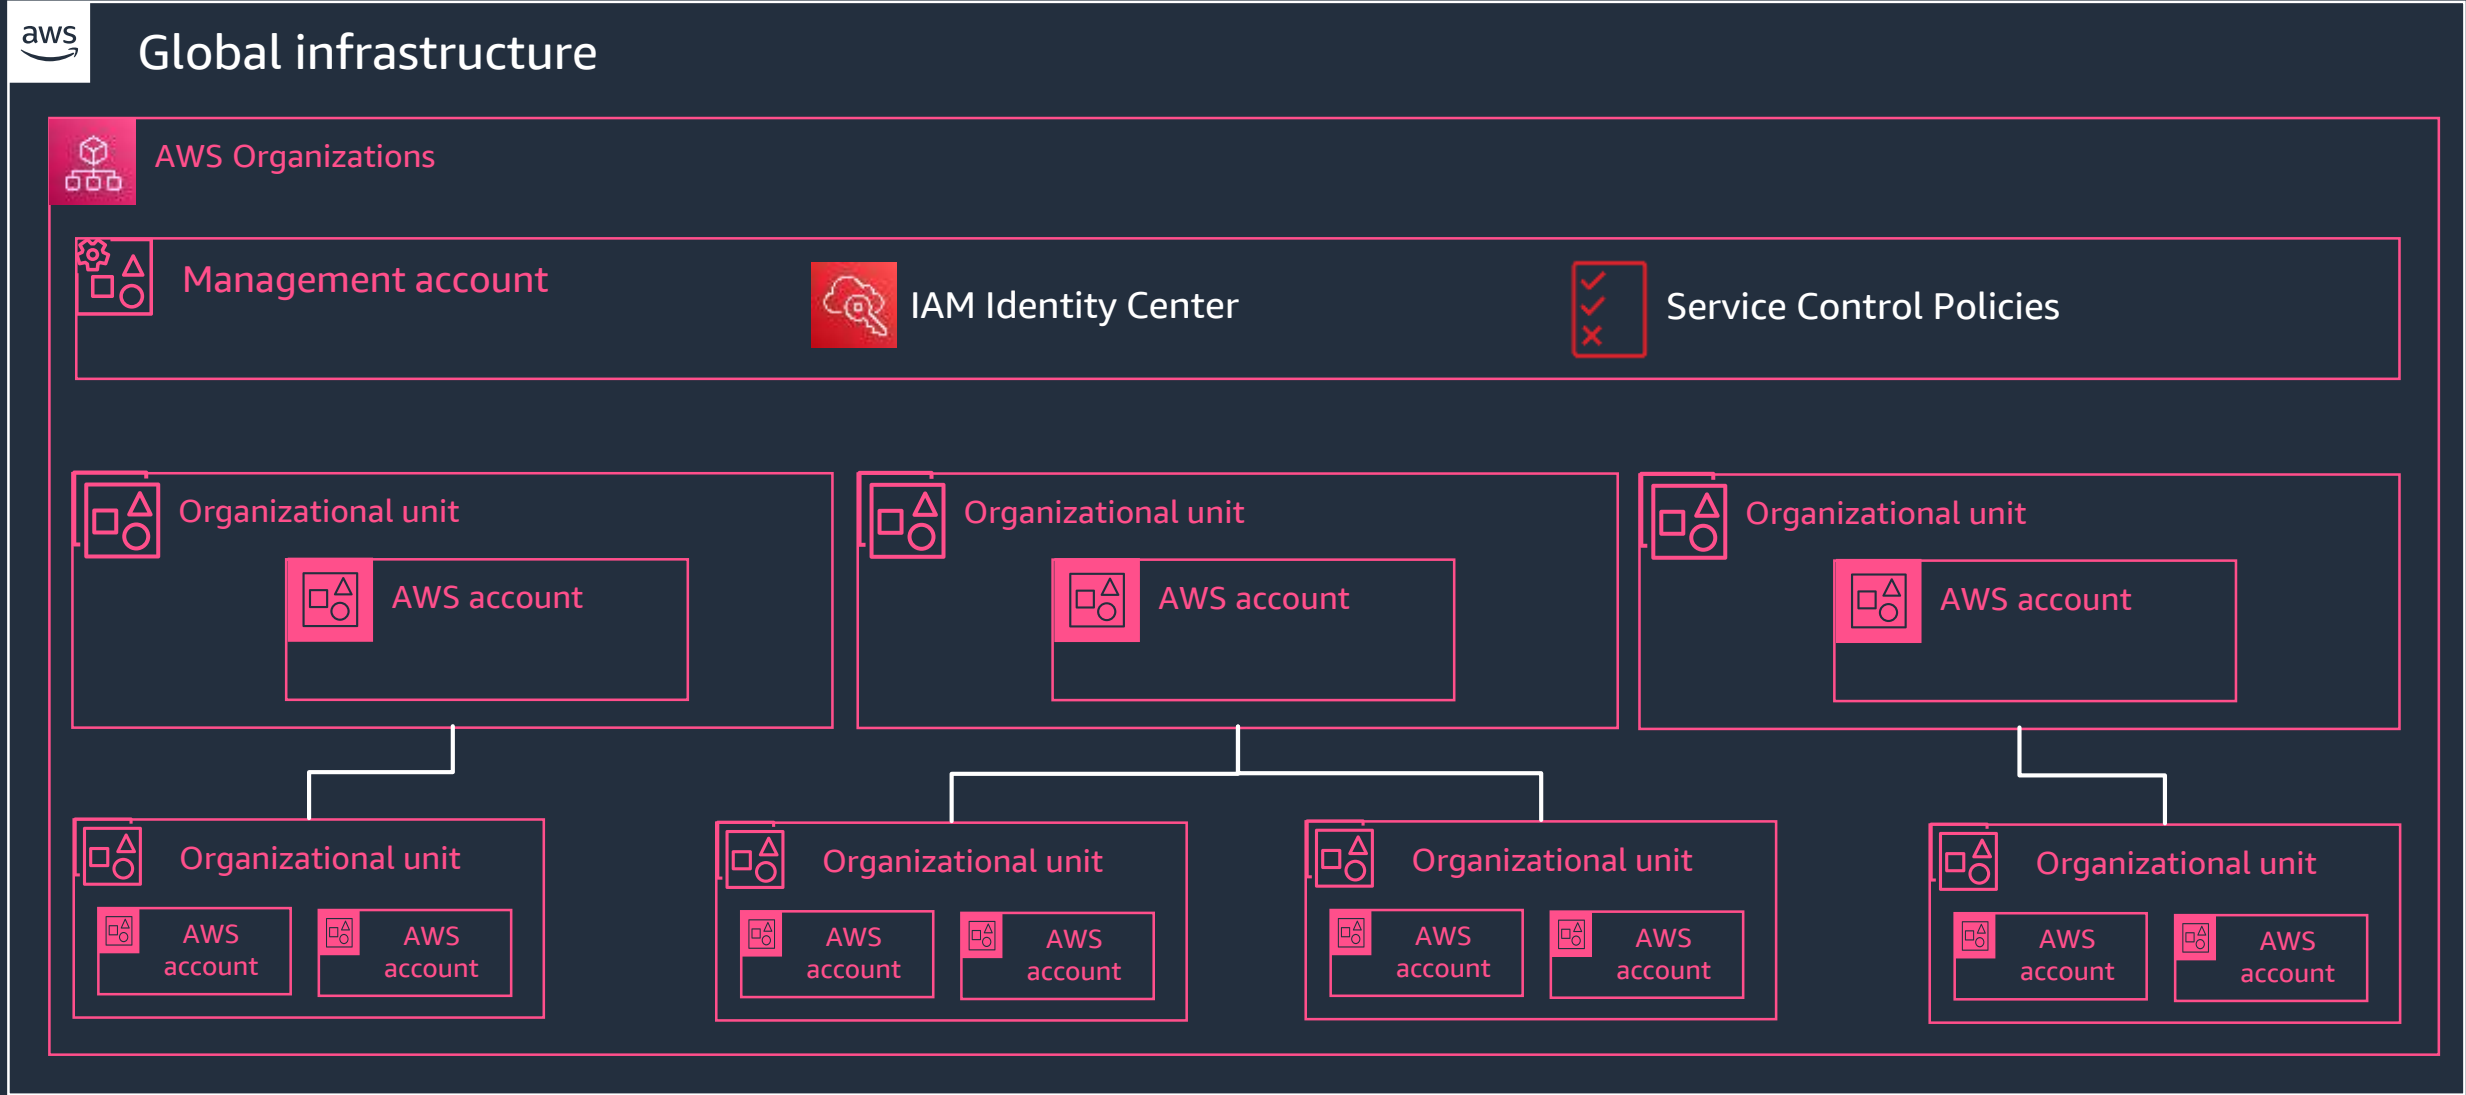 aws
Global infrastructure
AWS Organizations
Management account
IAM Identity Center
Service Control Policies
Organizational unit
AWS account
Organizational unit
AWS account
Organizational unit
AWS account
Organizational unit
AWS
account
AWS
account
Organizational unit
AWS
account
AWS
account
Organizational unit
AWS
account
AWS
account
Organizational unit
AWS
account
AWS
account